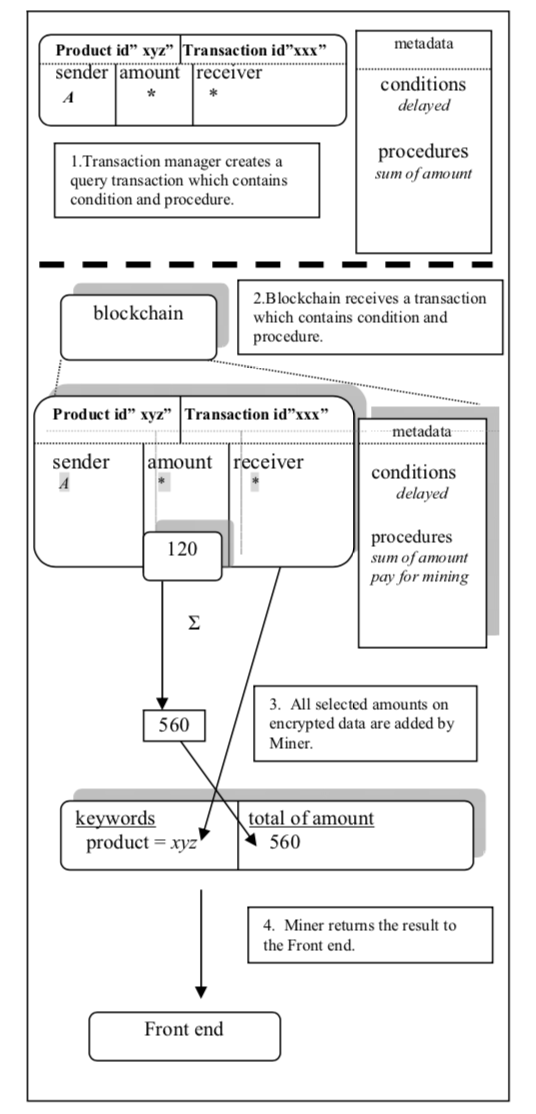 Product id” xyz” Transaction id”xxx”
sender amount receiver
A * *
metadata
conditions
delayed
procedures
sum of amount
1.Transaction manager creates a
query transaction which contains
condition and procedure.
blockchain
2.Blockchain receives a transaction
which contains condition and
procedure.
Product id” xyz” Transaction id”xxx”
sender amount receiver
A * *
120
metadata
conditions
delayed
procedures
sum of amount
pay for mining
Σ
560
3. All selected amounts on
encrypted data are added by
Miner.
keywords total of amount
product = xyz 560
4. Miner returns the result to
the Front end.
Front end